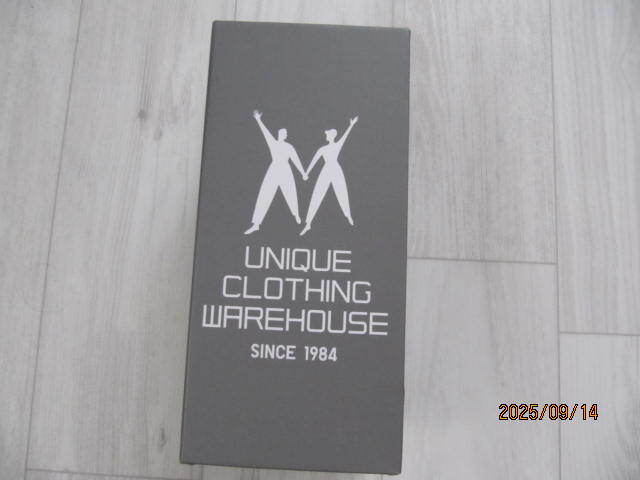 UNIQUE
CLOTHING
WAREHOUSE
SINCE 1984
2025/09/14